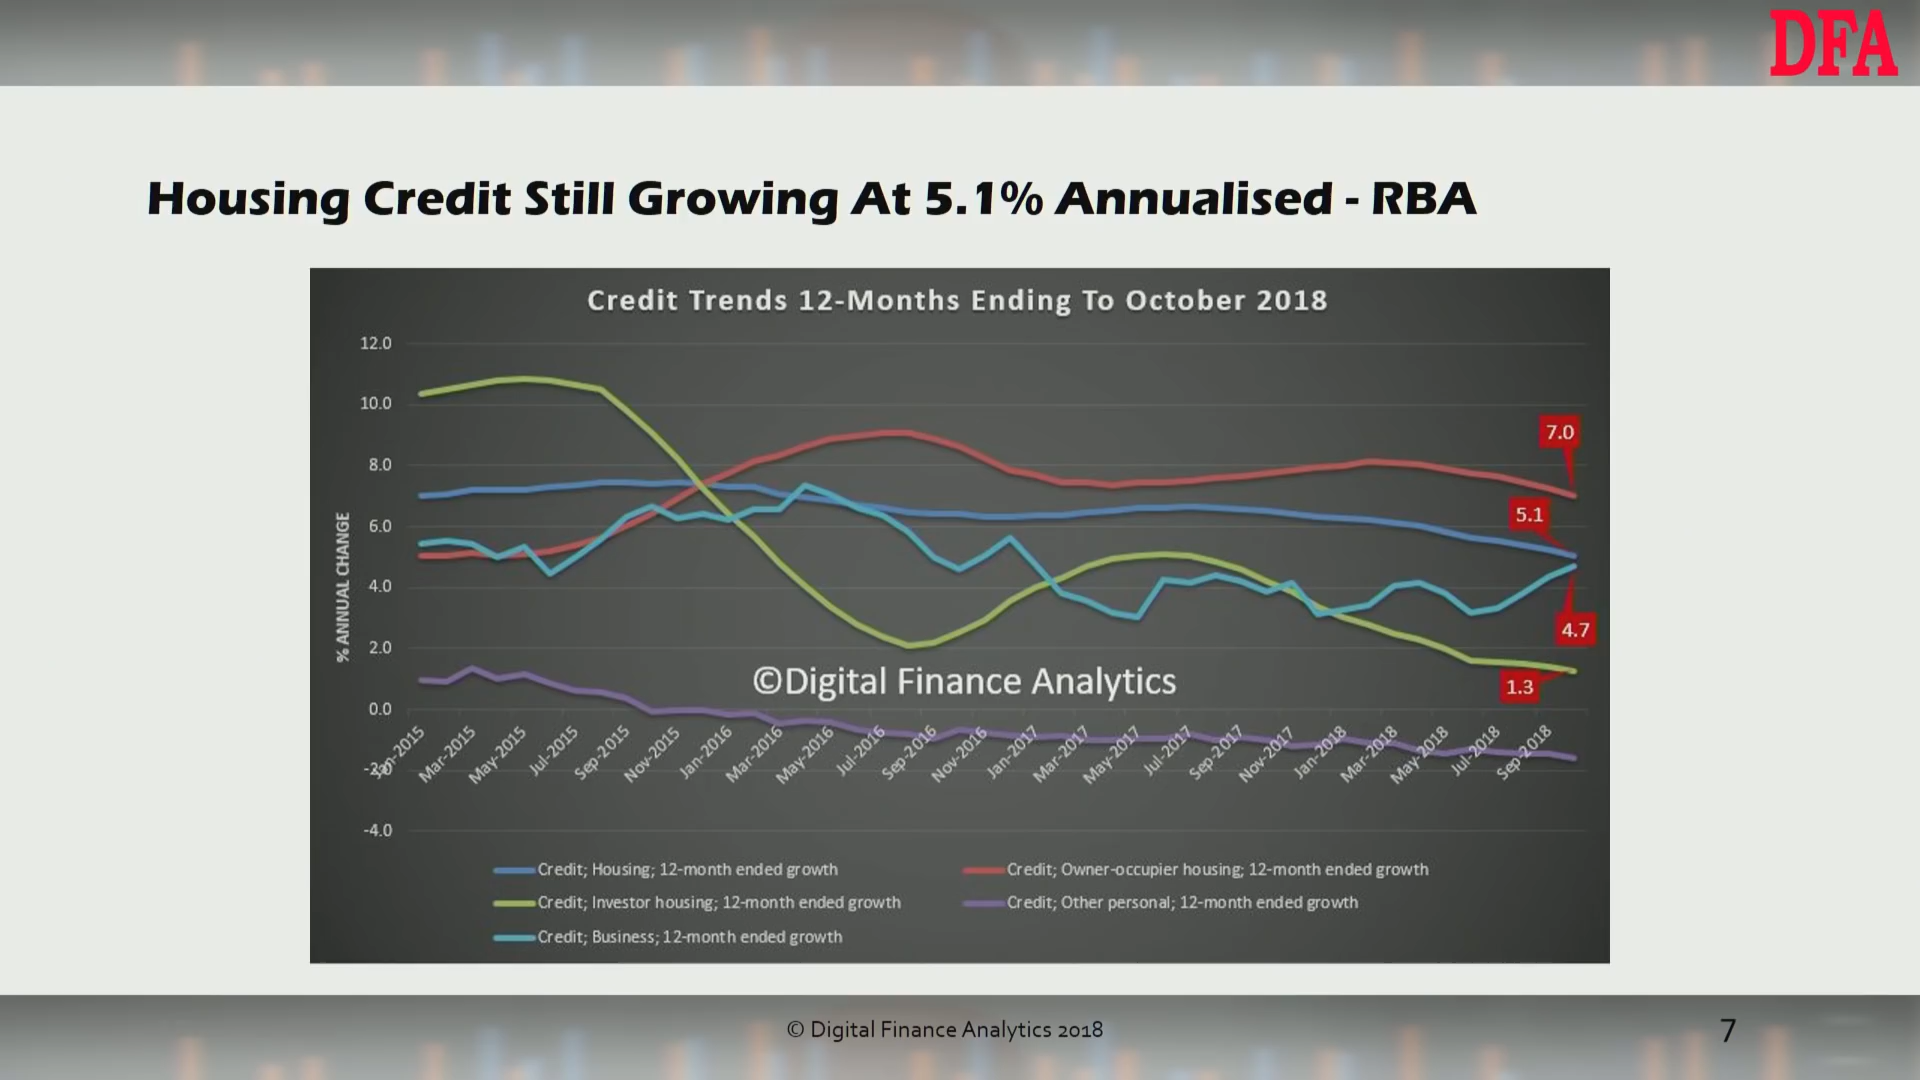 DFA
Housing Credit Still Growing At 5.1% Annualised - RBA
Credit Trends 12-Months Ending To October 2018
12.0
10.0
8.0
6.0
4.0
2.0
0.0
-2.0
-4.0
% ANNUAL CHANGE
7.0
5.1
4.7
1.3
©Digital Finance Analytics
Jan-2015
Mar-2015
May-2015
Jul-2015
Sep-2015
Nov-2015
Jan-2016
Mar-2016
May-2016
Jul-2016
Sep-2016
Nov-2016
Jan-2017
Mar-2017
May-2017
Jul-2017
Sep-2017
Nov-2017
Jan-2018
Mar-2018
May-2018
Jul-2018
Sep-2018
Credit; Housing; 12-month ended growth
Credit; Owner-occupier housing; 12-month ended growth
Credit; Investor housing; 12-month ended growth
Credit; Other personal; 12-month ended growth
Credit; Business; 12-month ended growth
© Digital Finance Analytics 2018
7